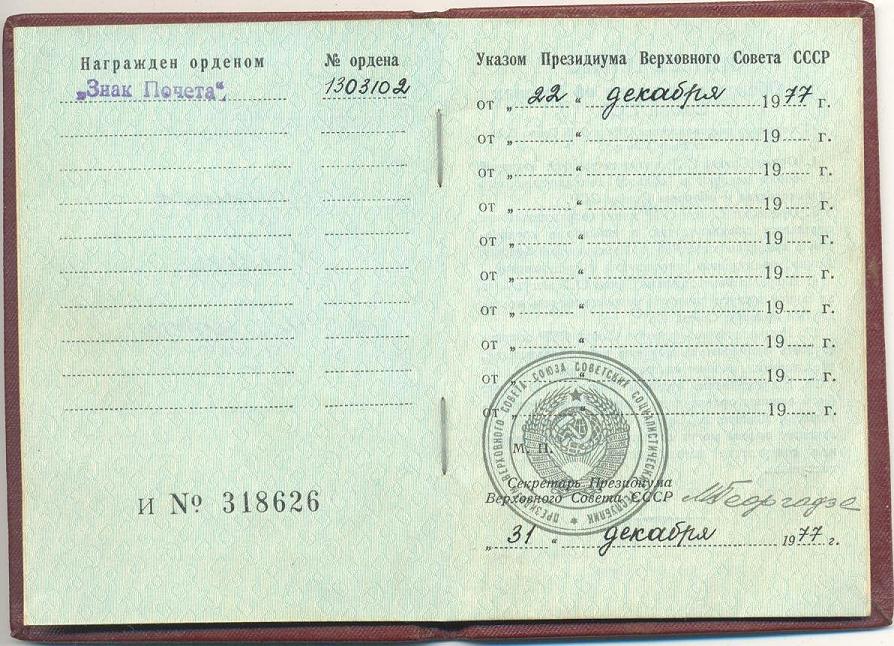 Награжден орденом
№ ордена
„Знак Почета“
1303102
И № 318626
Указом Президиума Верховного Совета СССР
от „ 22 “ декабря 1977 г.
от „ “ 19 г.
от „ “ 19 г.
от „ “ 19 г.
от „ “ 19 г.
от „ “ 19 г.
от „ “ 19 г.
от „ “ 19 г.
от „ “ 19 г.
от „ “ 19 г.
ПРЕЗИДИУМ ВЕРХОВНОГО СОВЕТА СОЮЗА СОВЕТСКИХ СОЦИАЛИСТИЧЕСКИХ РЕСПУБЛИК
М. П.
Секретарь Президиума
Верховного Совета СССР
МГеоргадзе
„ 31 “ декабря 1977 г.